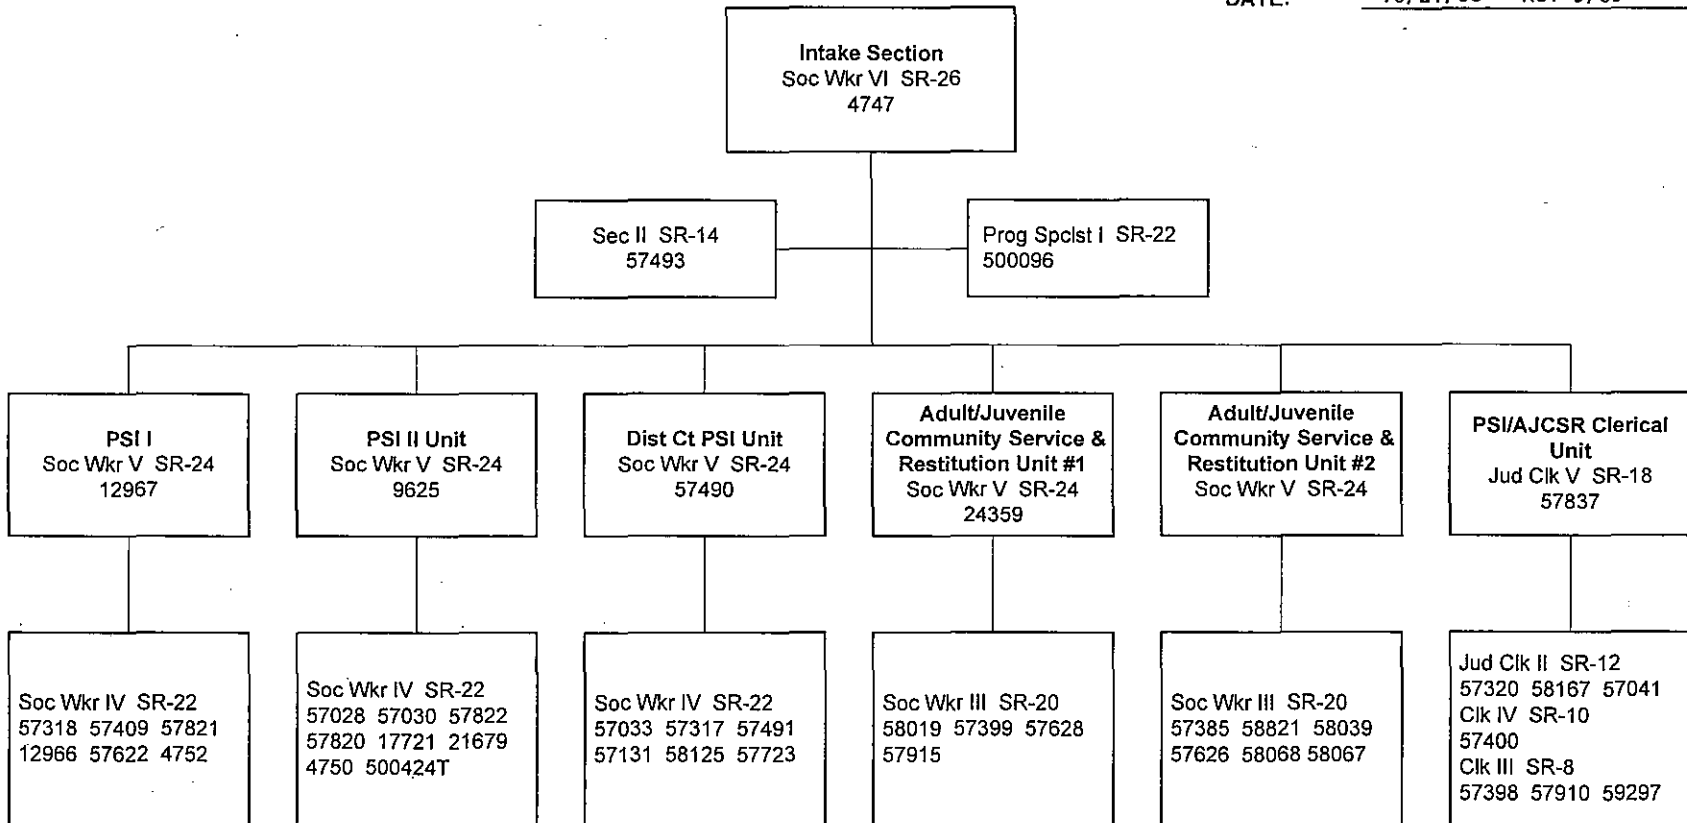 DATE:
Intake Section
Soc Wkr VI SR-26
4747
Sec II SR-14
57493
Prog Spclst I SR-22
500096
PSI I
Soc Wkr V SR-24
12967
PSI II Unit
Soc Wkr V SR-24
9625
Dist Ct PSI Unit
Soc Wkr V SR-24
57490
Adult/Juvenile
Community Service &
Restitution Unit #1
Soc Wkr V SR-24
24359
Adult/Juvenile
Community Service &
Restitution Unit #2
Soc Wkr V SR-24
PSI/AJCSR Clerical
Unit
Jud Clk V SR-18
57837
Soc Wkr IV SR-22
57318 57409 57821
12966 57622 4752
Soc Wkr IV SR-22
57028 57030 57822
57820 17721 21679
4750 500424T
Soc Wkr IV SR-22
57033 57317 57491
57131 58125 57723
Soc Wkr III SR-20
58019 57399 57628
57915
Soc Wkr III SR-20
57385 58821 58039
57626 58068 58067
Jud Clk II SR-12
57320 58167 57041
Clk IV SR-10
57400
Clk III SR-8
57398 57910 59297